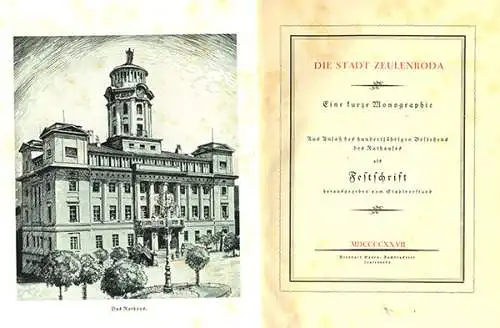 Das Rathaus.
DIE STADT ZEULENRODA
Eine kurze Monographie
Aus Anlaß des hundertjährigen Bestehens
des Rathauses
als
Festschrift
herausgegeben vom Stadtvorstand
MDCCCCXXVII
Zeulenroda